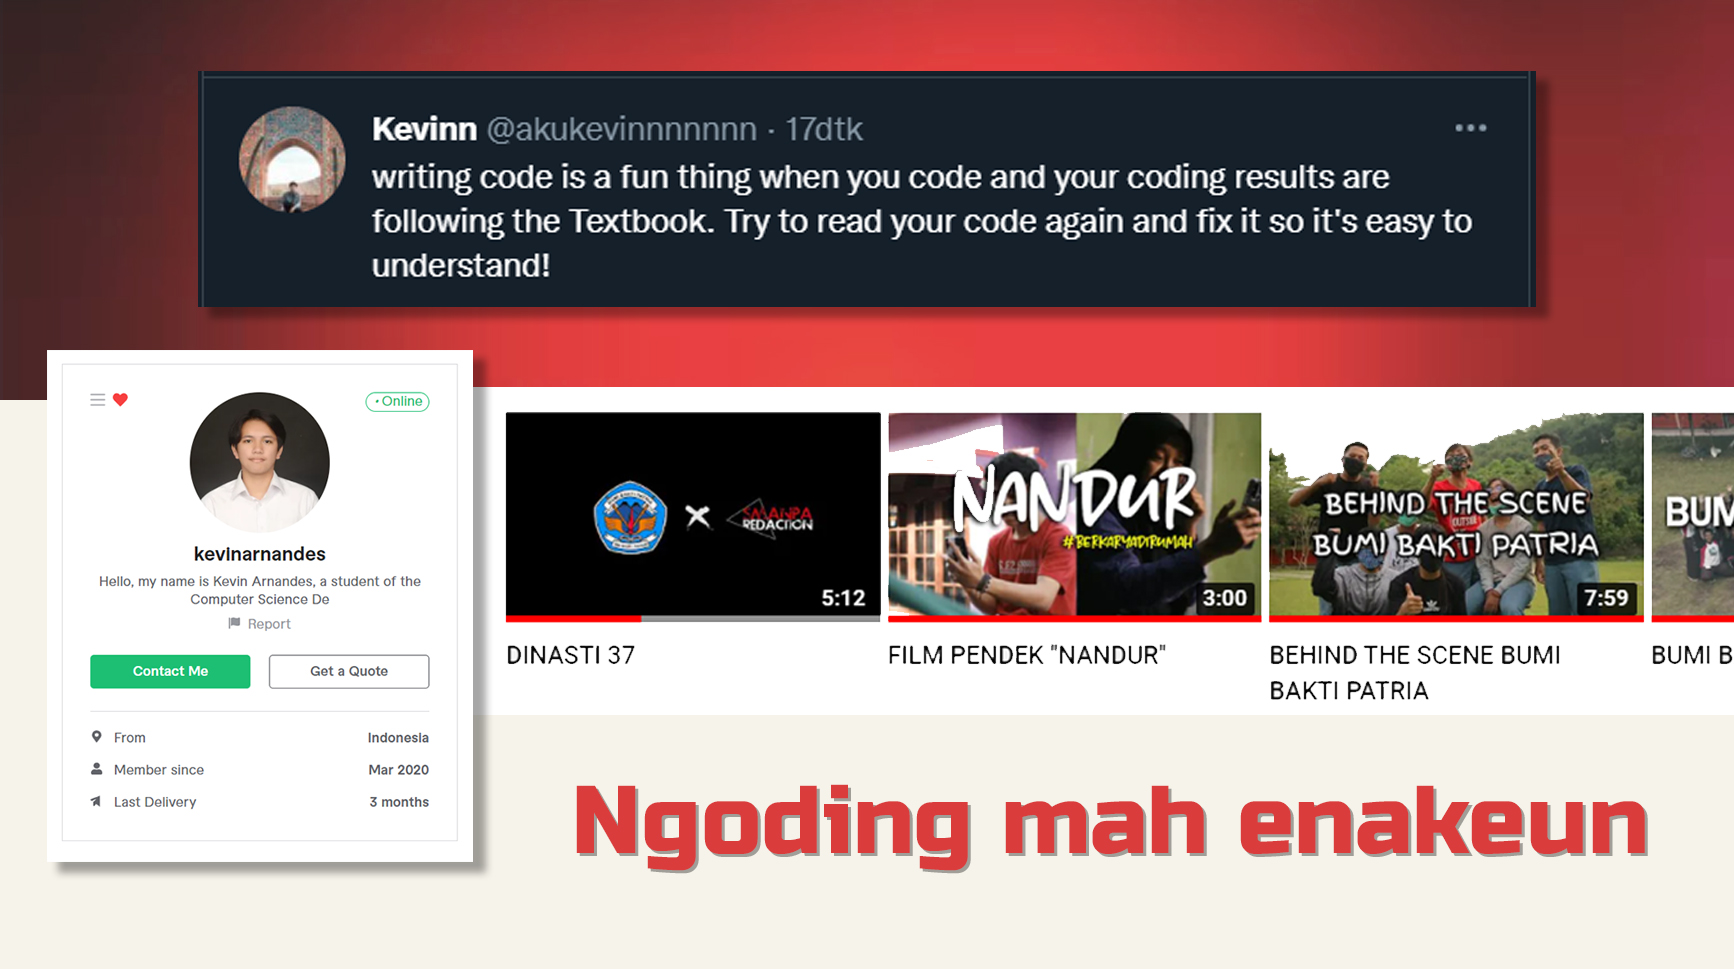 Kevinn @akukevinnnnnnn · 17dtk
writing code is a fun thing when you code and your coding results are
following the Textbook. Try to read your code again and fix it so it's easy to
understand!
Online
kevinarnandes
Hello, my name is Kevin Arnandes, a student of the
Computer Science De
Report
Contact Me
Get a Quote
From
Indonesia
Member since
Mar 2020
Last Delivery
3 months
SMANPA
REDACTION
5:12
DINASTI 37
NANDUR
#BERKARYADIRUMAH
3:00
FILM PENDEK "NANDUR"
BEHIND THE SCENE
BUMI BAKTI PATRIA
7:59
BEHIND THE SCENE BUMI
BAKTI PATRIA
BUM
BUMI B
Ngoding mah enakeun